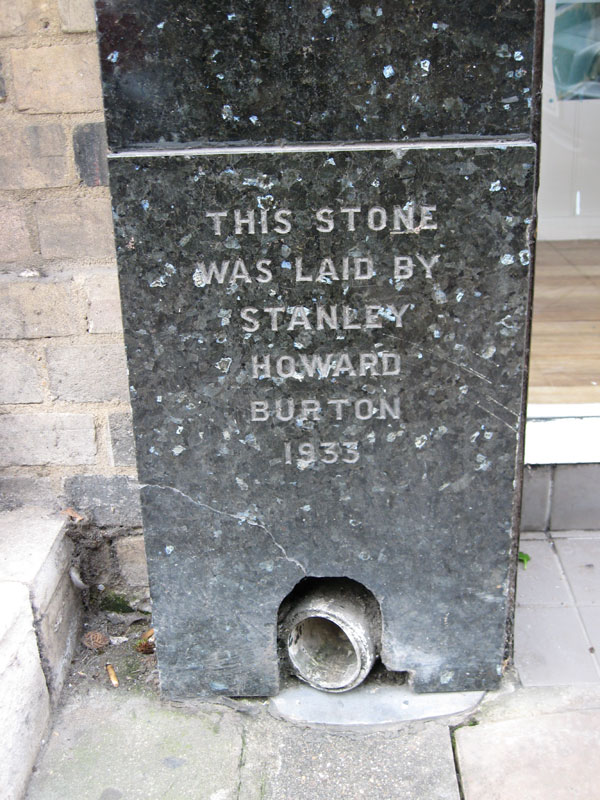 THIS STONE
WAS LAID BY
STANLEY
HOWARD
BURTON
1933